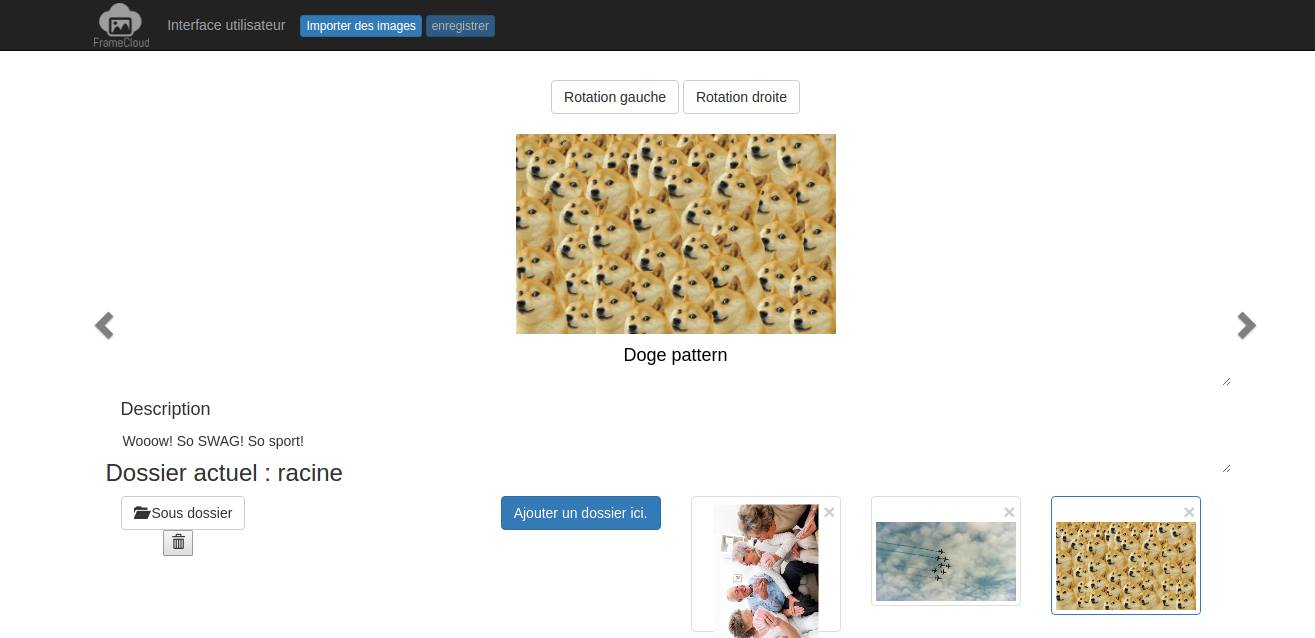 FrameCloud
Interface utilisateur Importer des images enregistrer
Rotation gauche Rotation droite
Doge pattern
Description
Wooow! So SWAG! So sport!
Dossier actuel : racine
Sous dossier
Ajouter un dossier ici.